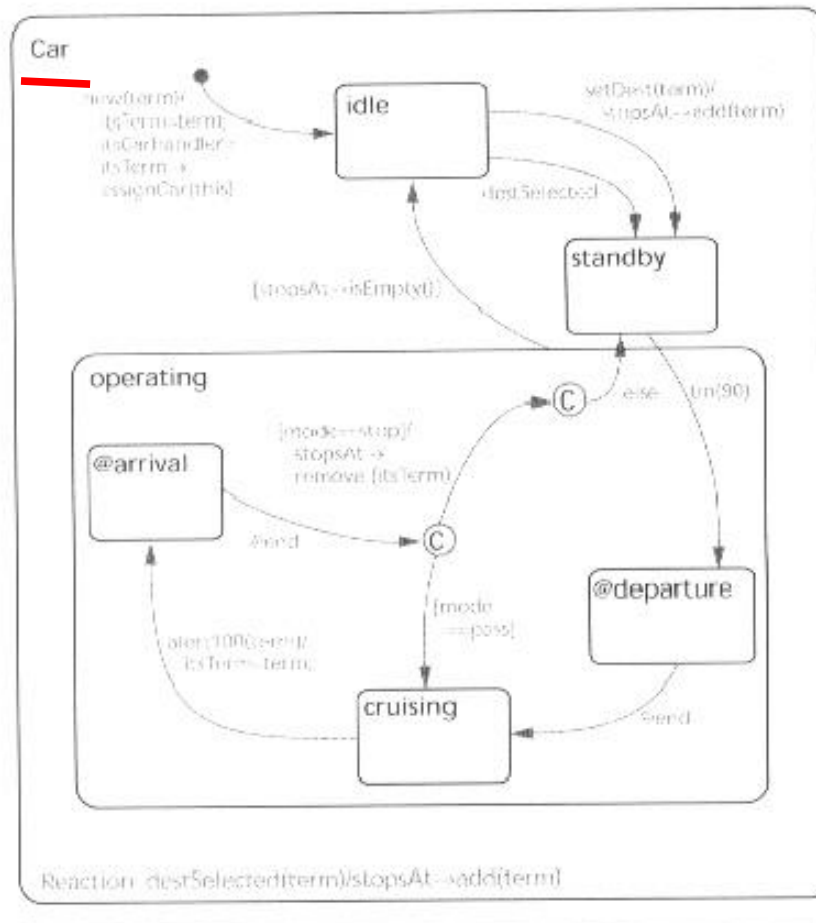 Car
new(term)/
itsTerm=term;
itsTerm→
assignCar(this)
idle
setDest(term)/
stopsAt→add(term)
destSelected
standby
[stopsAt→isEmpty()]
operating
C
else
tm(90)
[mode==stop]/
stopsAt→
remove (itsTerm)
@arrival
/end
C
@departure
[mode
==pass]
alert100(term)/
itsTerm=term;
cruising
end
Reaction destSelected(term)/stopsAt→add(term)